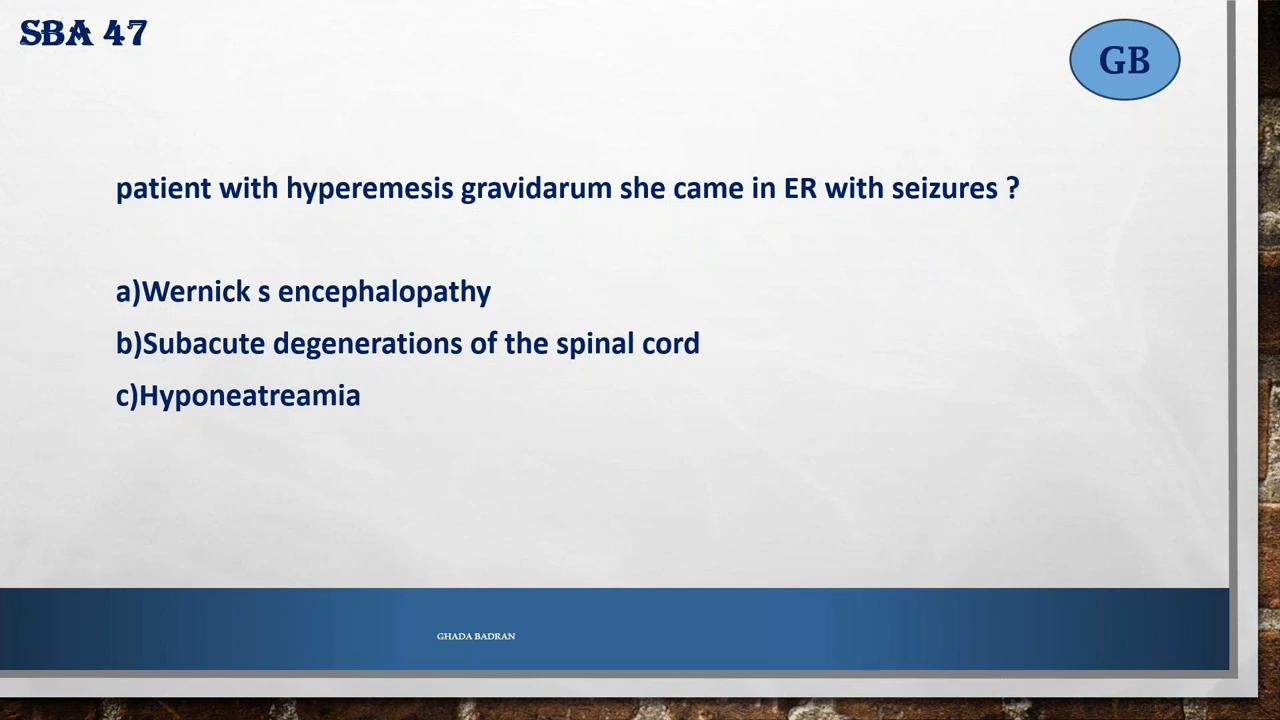 SBA 47
GB
patient with hyperemesis gravidarum she came in ER with seizures ?
a)Wernick s encephalopathy
b)Subacute degenerations of the spinal cord
c)Hyponeatreamia
GHADA BADRAN